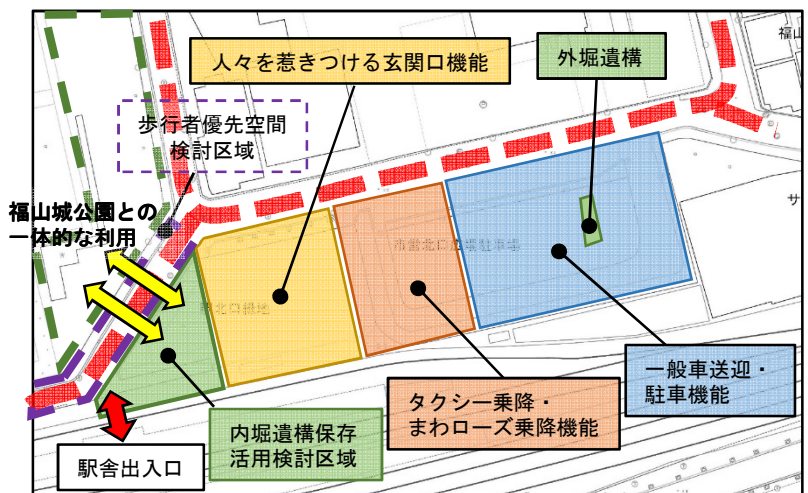 福山
人々を惹きつける玄関口機能
外堀遺構
歩行者優先空間
検討区域
福山城公園との
一体的な利用
サ
一般車送迎・
駐車機能
タクシー乗降・
まわローズ乗降機能
内堀遺構保存
活用検討区域
駅舎出入口